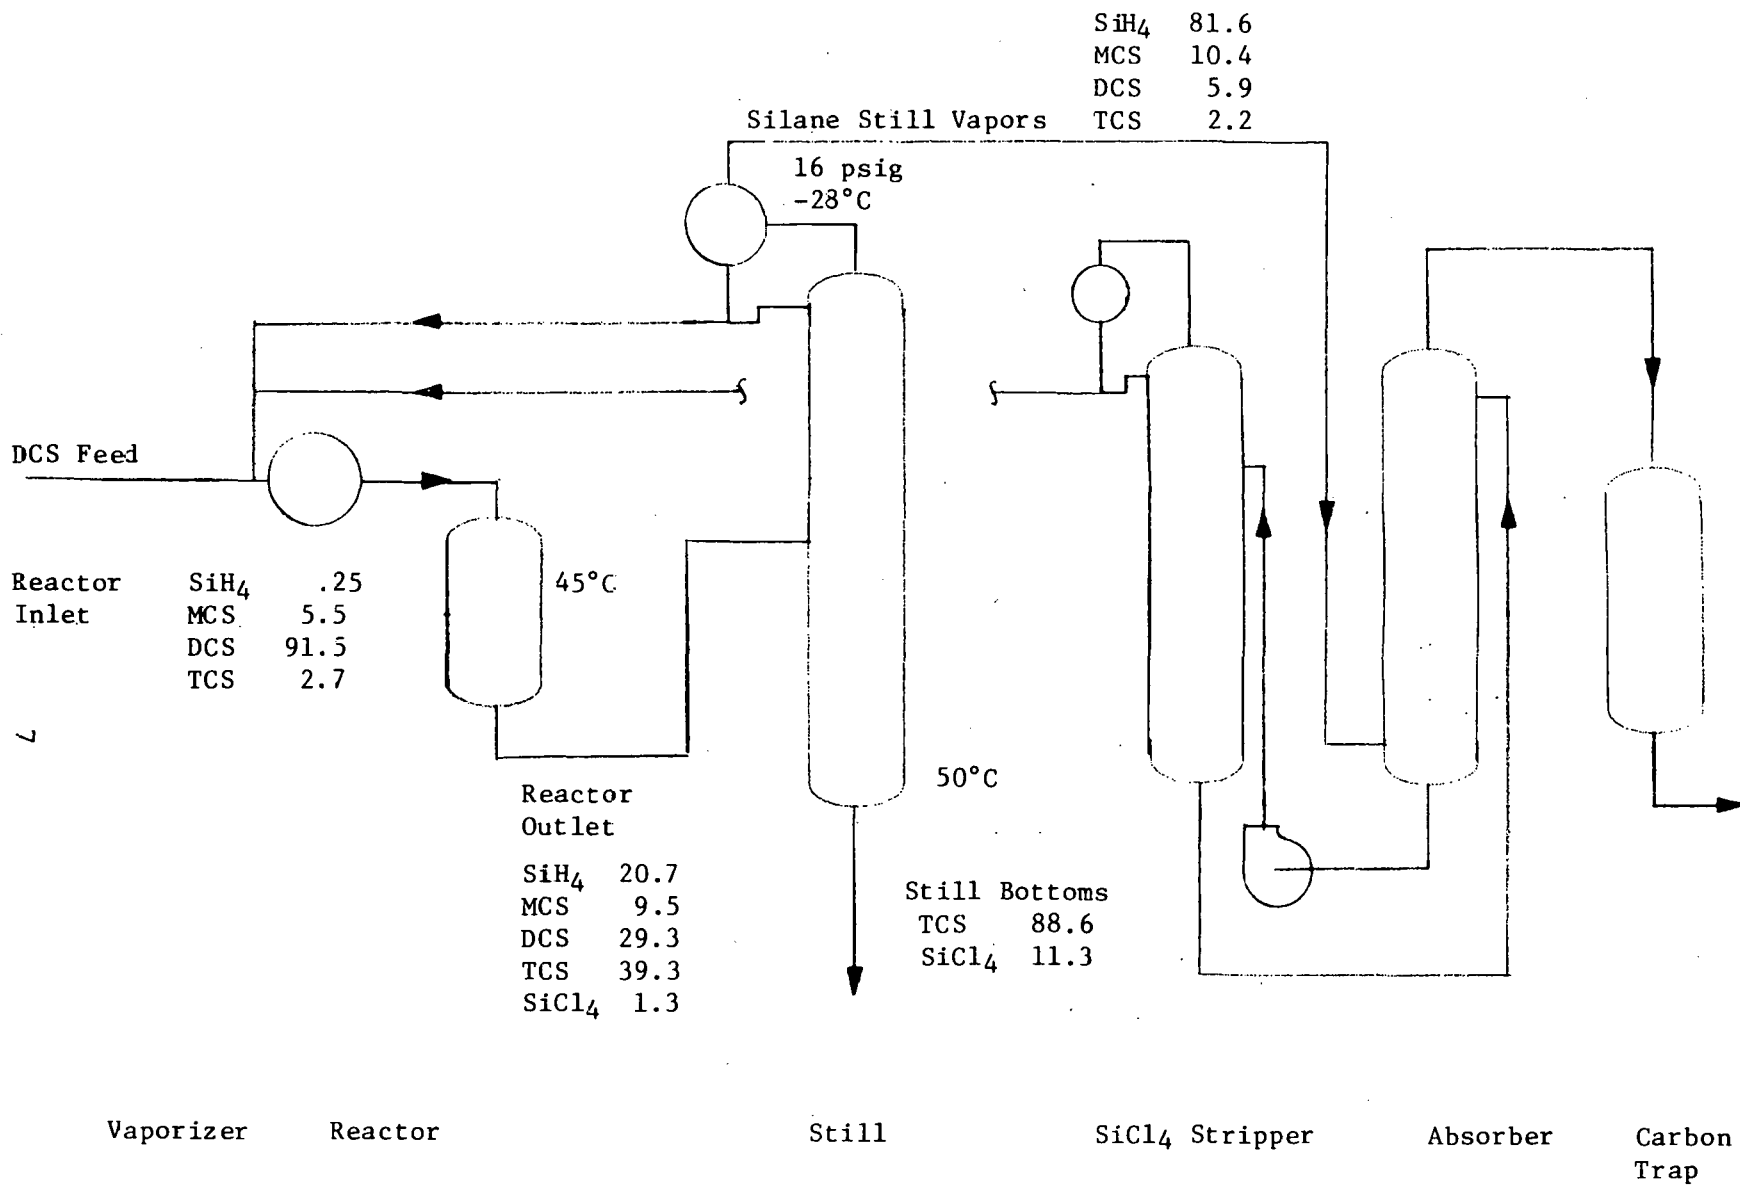 SiH4 81.6
MCS 10.4
DCS 5.9
TCS 2.2
Silane Still Vapors
16 psig
-28°C
DCS Feed
Reactor
Inlet
SiH4 .25
MCS 5.5
DCS 91.5
TCS 2.7
45°C
7
50°C
Reactor
Outlet
SiH4 20.7
MCS 9.5
DCS 29.3
TCS 39.3
SiCl4 1.3
Still Bottoms
TCS 88.6
SiCl4 11.3
Vaporizer
Reactor
Still
SiCl4 Stripper
Absorber
Carbon
Trap